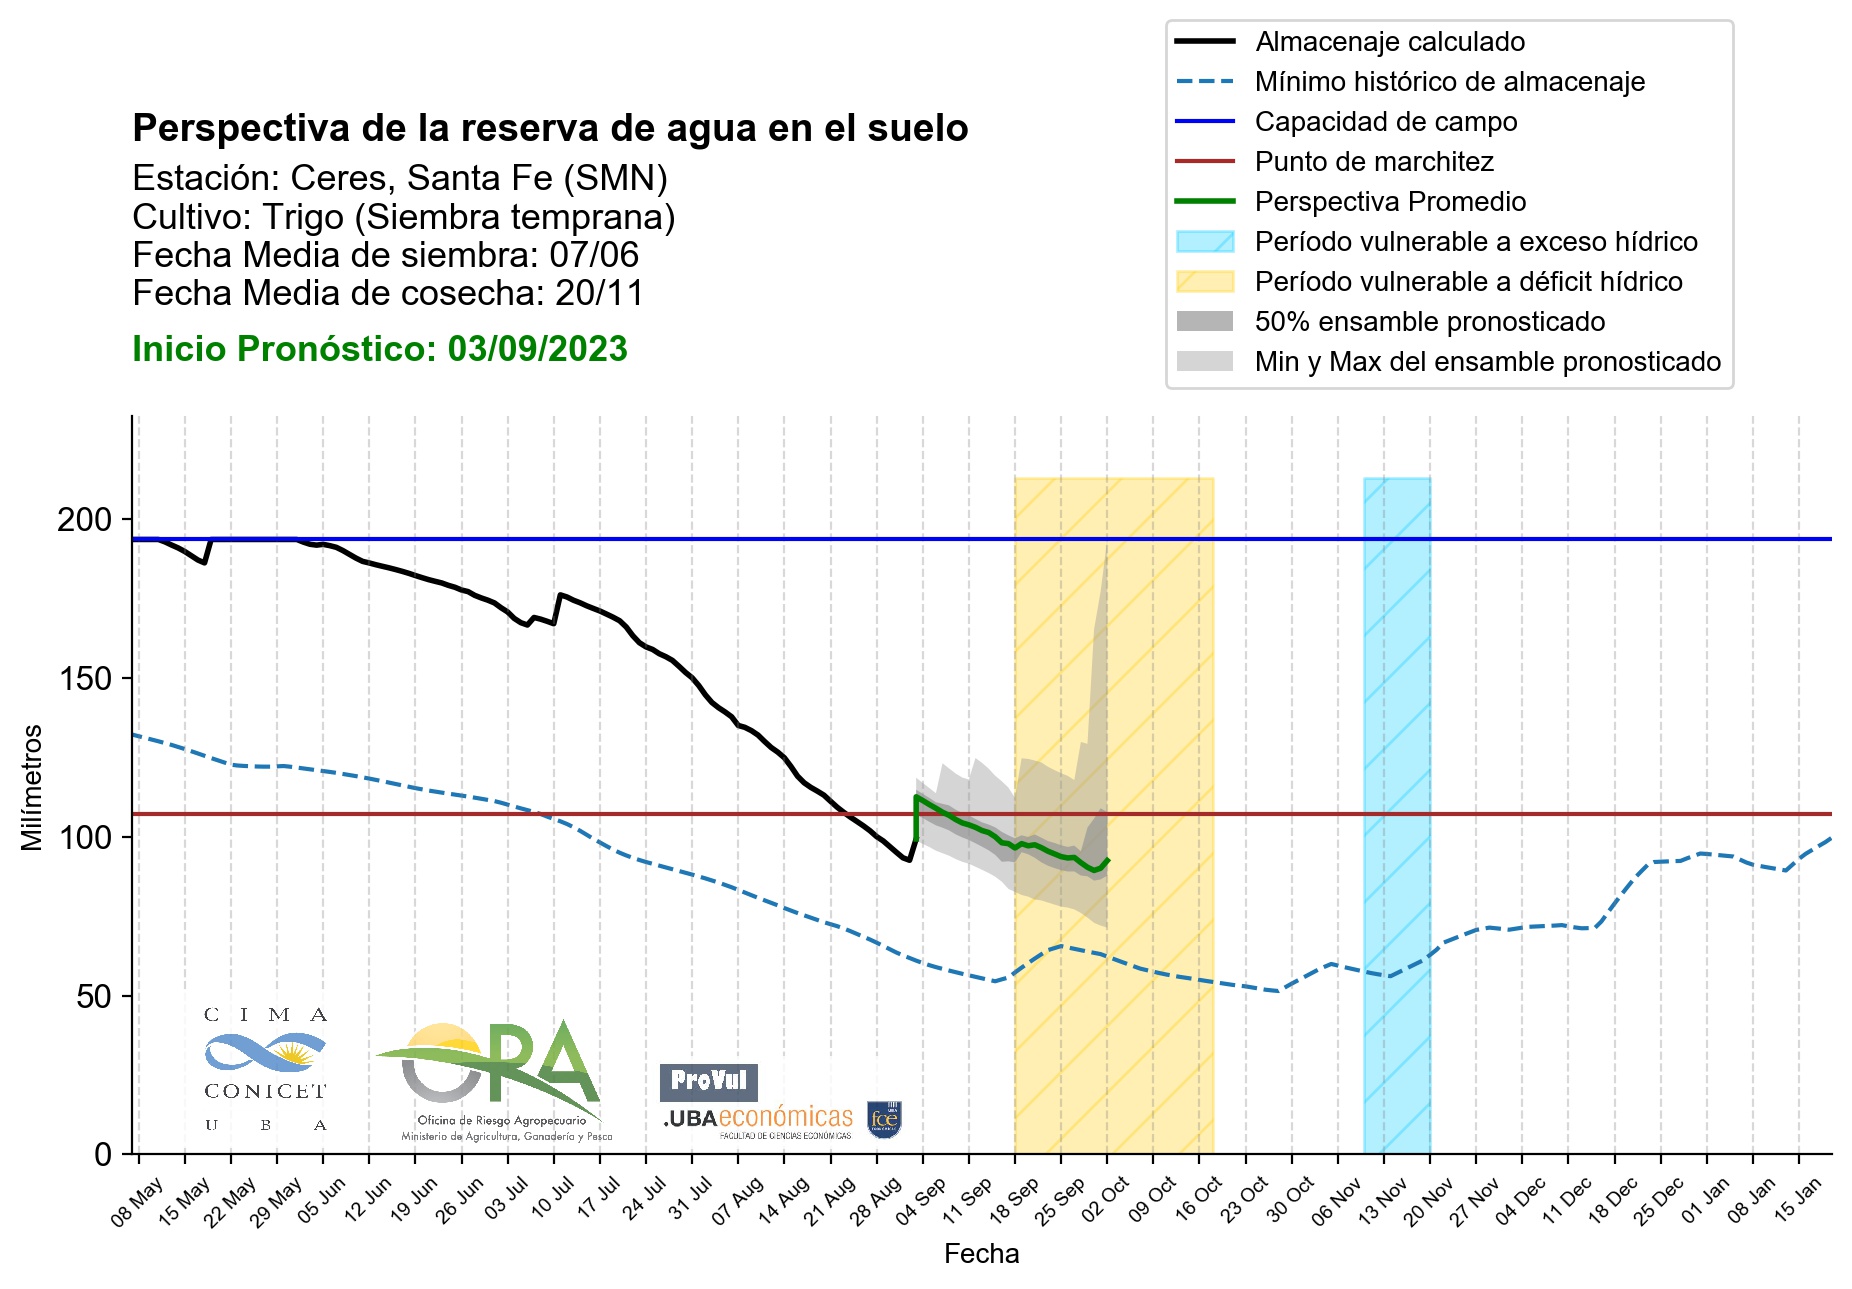 Almacenaje calculado
Mínimo histórico de almacenaje
Capacidad de campo
Punto de marchitez
Perspectiva Promedio
Período vulnerable a exceso hídrico
Período vulnerable a déficit hídrico
50% ensamble pronosticado
Min y Max del ensamble pronosticado
Perspectiva de la reserva de agua en el suelo
Estación: Ceres, Santa Fe (SMN)
Cultivo: Trigo (Siembra temprana)
Fecha Media de siembra: 07/06
Fecha Media de cosecha: 20/11
Inicio Pronóstico: 03/09/2023
Milímetros
200
150
100
50
0
CIMA
CONICET
UBA
ORA
Oficina de Riesgo Agropecuario
Ministerio de Agricultura, Ganadería y Pesca
ProVul
.UBAeconómicas
FACULTAD DE CIENCIAS ECONÓMICAS
UBA
fce
08 May
15 May
22 May
29 May
05 Jun
12 Jun
19 Jun
26 Jun
03 Jul
10 Jul
17 Jul
24 Jul
31 Jul
07 Aug
14 Aug
21 Aug
28 Aug
04 Sep
11 Sep
18 Sep
25 Sep
02 Oct
09 Oct
16 Oct
23 Oct
30 Oct
06 Nov
13 Nov
20 Nov
27 Nov
04 Dec
11 Dec
18 Dec
25 Dec
01 Jan
08 Jan
15 Jan
Fecha